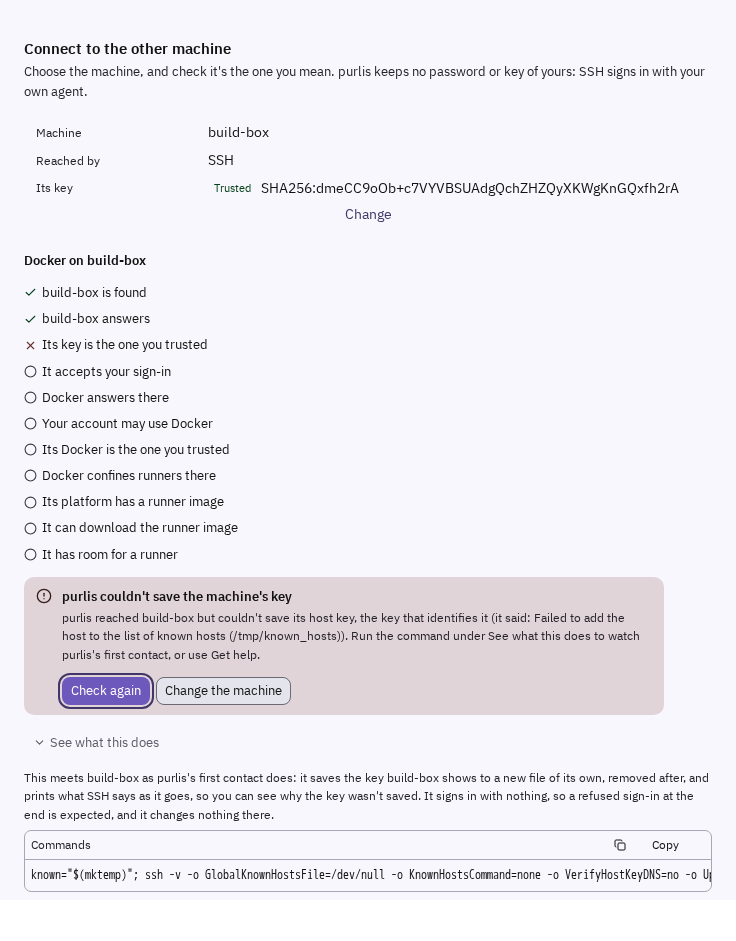 Connect to the other machine
Choose the machine, and check it's the one you mean. purlis keeps no password or key of yours: SSH signs in with your
own agent.
Machine build-box
Reached by SSH
Its key Trusted SHA256:dmeCC9oOb+c7VYVBSUAdgQchZHZQyXKWgKnGQxfh2rA
Change
Docker on build-box
build-box is found
build-box answers
Its key is the one you trusted
It accepts your sign-in
Docker answers there
Your account may use Docker
Its Docker is the one you trusted
Docker confines runners there
Its platform has a runner image
It can download the runner image
It has room for a runner
purlis couldn't save the machine's key
purlis reached build-box but couldn't save its host key, the key that identifies it (it said: Failed to add the
host to the list of known hosts (/tmp/known_hosts)). Run the command under See what this does to watch
purlis's first contact, or use Get help.
Check again Change the machine
See what this does
This meets build-box as purlis's first contact does: it saves the key build-box shows to a new file of its own, removed after, and
prints what SSH says as it goes, so you can see why the key wasn't saved. It signs in with nothing, so a refused sign-in at the
end is expected, and it changes nothing there.
Commands Copy
known="$(mktemp)"; ssh -v -o GlobalKnownHostsFile=/dev/null -o KnownHostsCommand=none -o VerifyHostKeyDNS=no -o